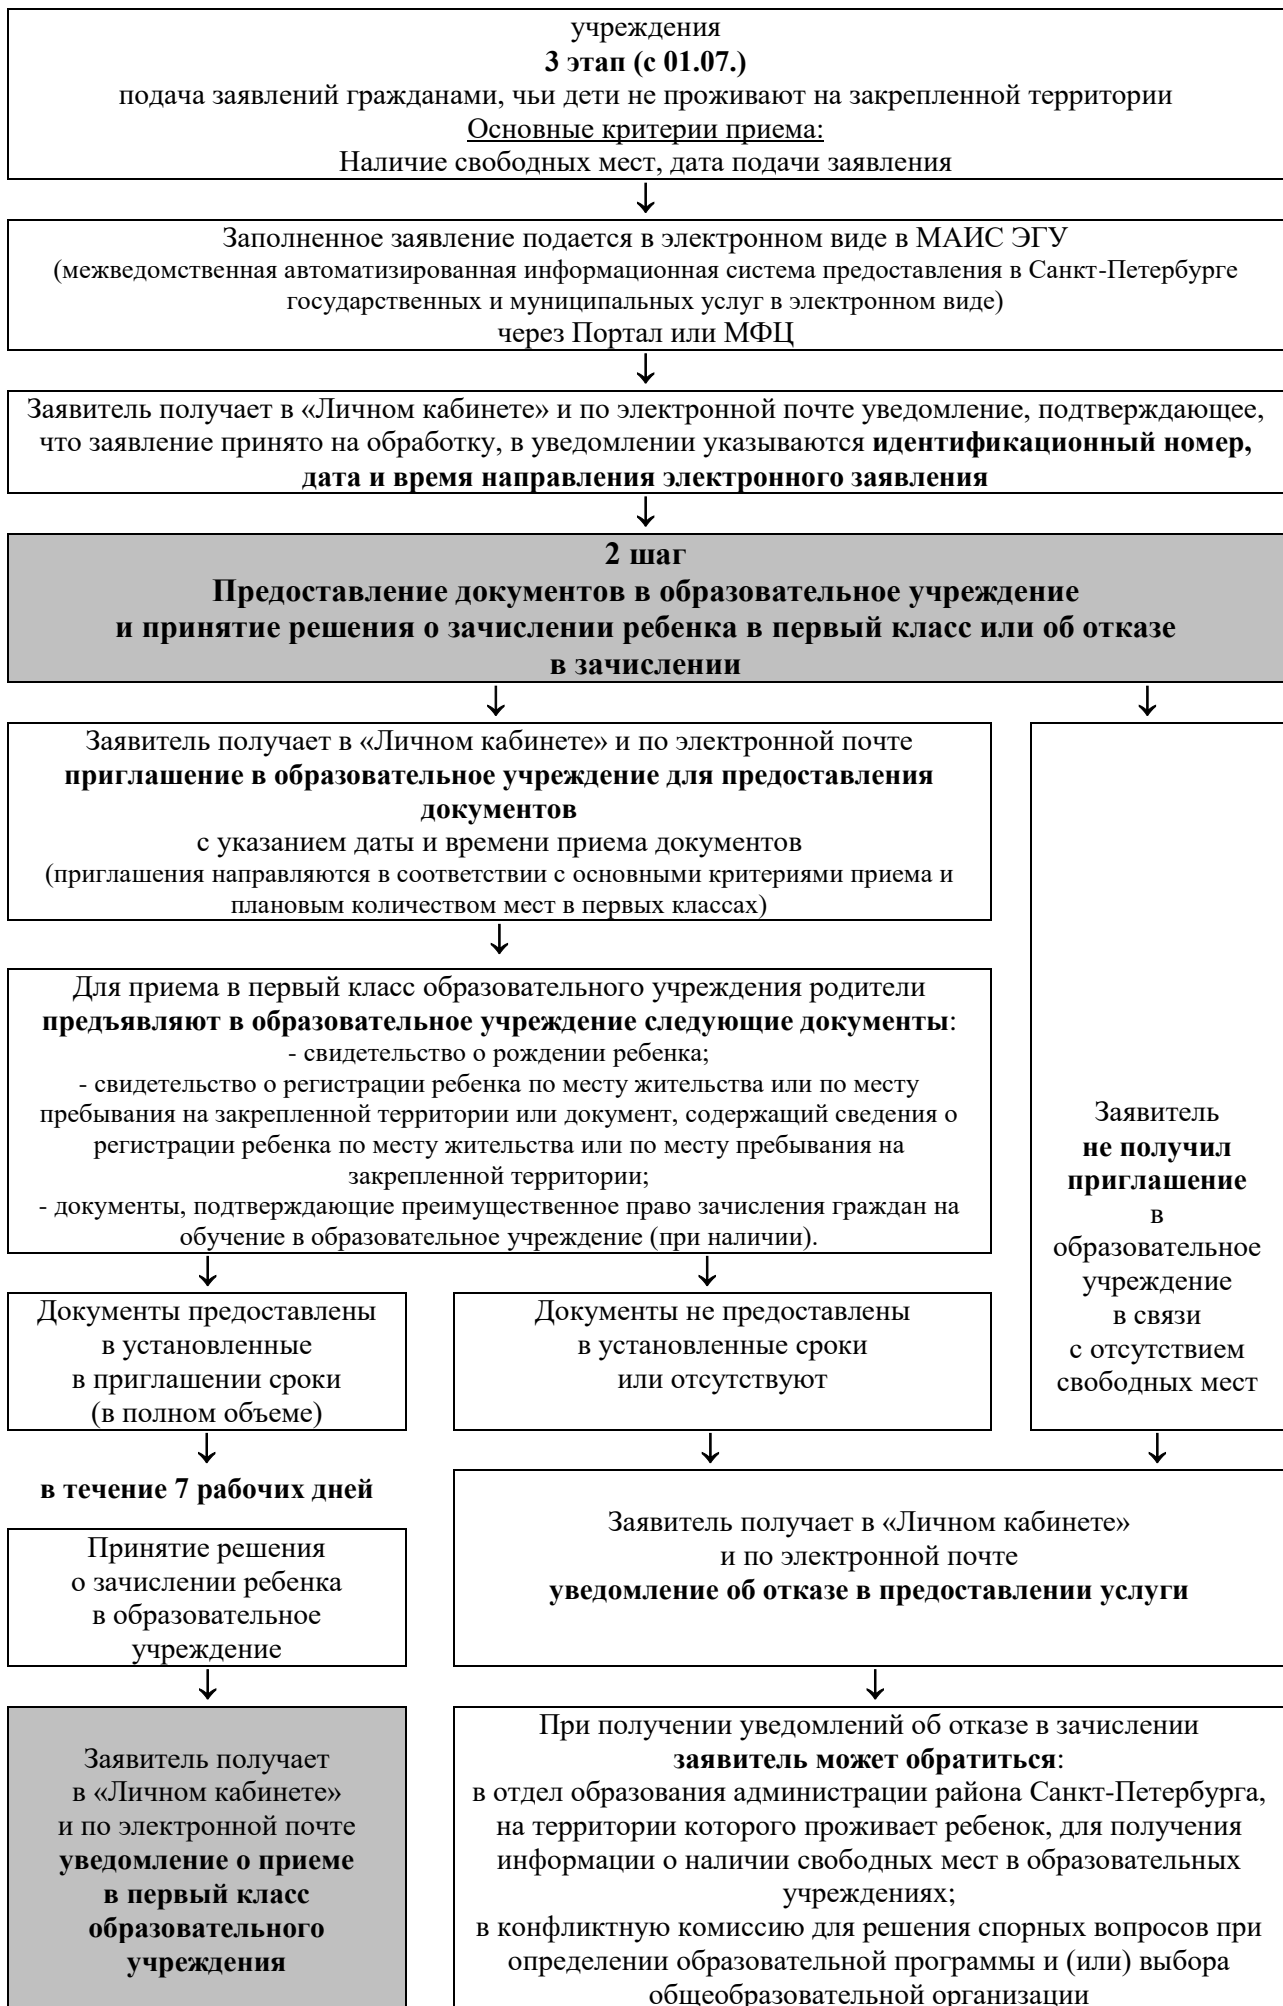 учреждения
3 этап (с 01.07.)
подача заявлений гражданами, чьи дети не проживают на закрепленной территории
Основные критерии приема:
Наличие свободных мест, дата подачи заявления
Заполненное заявление подается в электронном виде в МАИС ЭГУ
(межведомственная автоматизированная информационная система предоставления в Санкт-Петербурге
государственных и муниципальных услуг в электронном виде)
через Портал или МФЦ
Заявитель получает в «Личном кабинете» и по электронной почте уведомление, подтверждающее,
что заявление принято на обработку, в уведомлении указываются идентификационный номер,
дата и время направления электронного заявления
2 шаг
Предоставление документов в образовательное учреждение
и принятие решения о зачислении ребенка в первый класс или об отказе
в зачислении
Заявитель получает в «Личном кабинете» и по электронной почте
приглашение в образовательное учреждение для предоставления
документов
с указанием даты и времени приема документов
(приглашения направляются в соответствии с основными критериями приема и
плановым количеством мест в первых классах)
Для приема в первый класс образовательного учреждения родители
предъявляют в образовательное учреждение следующие документы:
- свидетельство о рождении ребенка;
- свидетельство о регистрации ребенка по месту жительства или по месту
пребывания на закрепленной территории или документ, содержащий сведения о
регистрации ребенка по месту жительства или по месту пребывания на
закрепленной территории;
- документы, подтверждающие преимущественное право зачисления граждан на
обучение в образовательное учреждение (при наличии).
Заявитель
не получил
приглашение
в
образовательное
учреждение
в связи
с отсутствием
свободных мест
Документы предоставлены
в установленные
в приглашении сроки
(в полном объеме)
Документы не предоставлены
в установленные сроки
или отсутствуют
в течение 7 рабочих дней
Принятие решения
о зачислении ребенка
в образовательное
учреждение
Заявитель получает в «Личном кабинете»
и по электронной почте
уведомление об отказе в предоставлении услуги
Заявитель получает
в «Личном кабинете»
и по электронной почте
уведомление о приеме
в первый класс
образовательного
учреждения
При получении уведомлений об отказе в зачислении
заявитель может обратиться:
в отдел образования администрации района Санкт-Петербурга,
на территории которого проживает ребенок, для получения
информации о наличии свободных мест в образовательных
учреждениях;
в конфликтную комиссию для решения спорных вопросов при
определении образовательной программы и (или) выбора
общеобразовательной организации